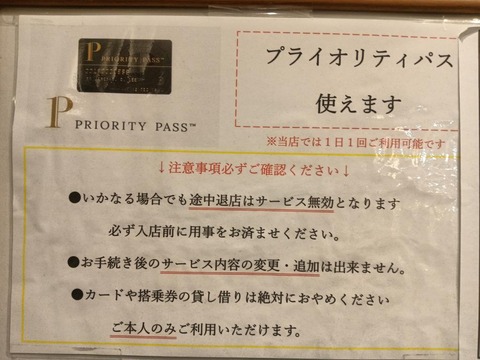 P
PRIORITY PASS™
プライオリティパス
使えます
P
PRIORITY PASS™
※当店では1日1回ご利用可能です
↓注意事項必ずご確認ください↓
●いかなる場合でも途中退店はサービス無効となります
必ず入店前に用事をお済ませください。
●お手続き後のサービス内容の変更・追加は出来ません。
●カードや搭乗券の貸し借りは絶対におやめください
ご本人のみご利用いただけます。